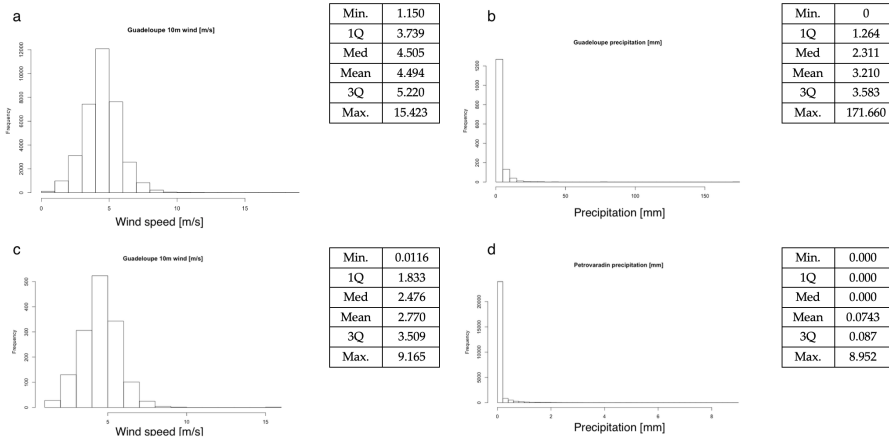 a
Guadeloupe 10m wind [m/s]
Frequency
0 2000 4000 6000 8000 10000 12000
0 5 10 15
Wind speed [m/s]
Min. 1.150
1Q 3.739
Med 4.505
Mean 4.494
3Q 5.220
Max. 15.423
b
Guadeloupe precipitation [mm]
Frequency
0 200 400 600 800 1000 1200
0 50 100 150
Precipitation [mm]
Min. 0
1Q 1.264
Med 2.311
Mean 3.210
3Q 3.583
Max. 171.660
c
Guadeloupe 10m wind [m/s]
Frequency
0 100 200 300 400 500
5 10 15
Wind speed [m/s]
Min. 0.0116
1Q 1.833
Med 2.476
Mean 2.770
3Q 3.509
Max. 9.165
d
Petrovaradin precipitation [mm]
Frequency
0 5000 10000 15000 20000
0 2 4 6 8
Precipitation [mm]
Min. 0.000
1Q 0.000
Med 0.000
Mean 0.0743
3Q 0.087
Max. 8.952